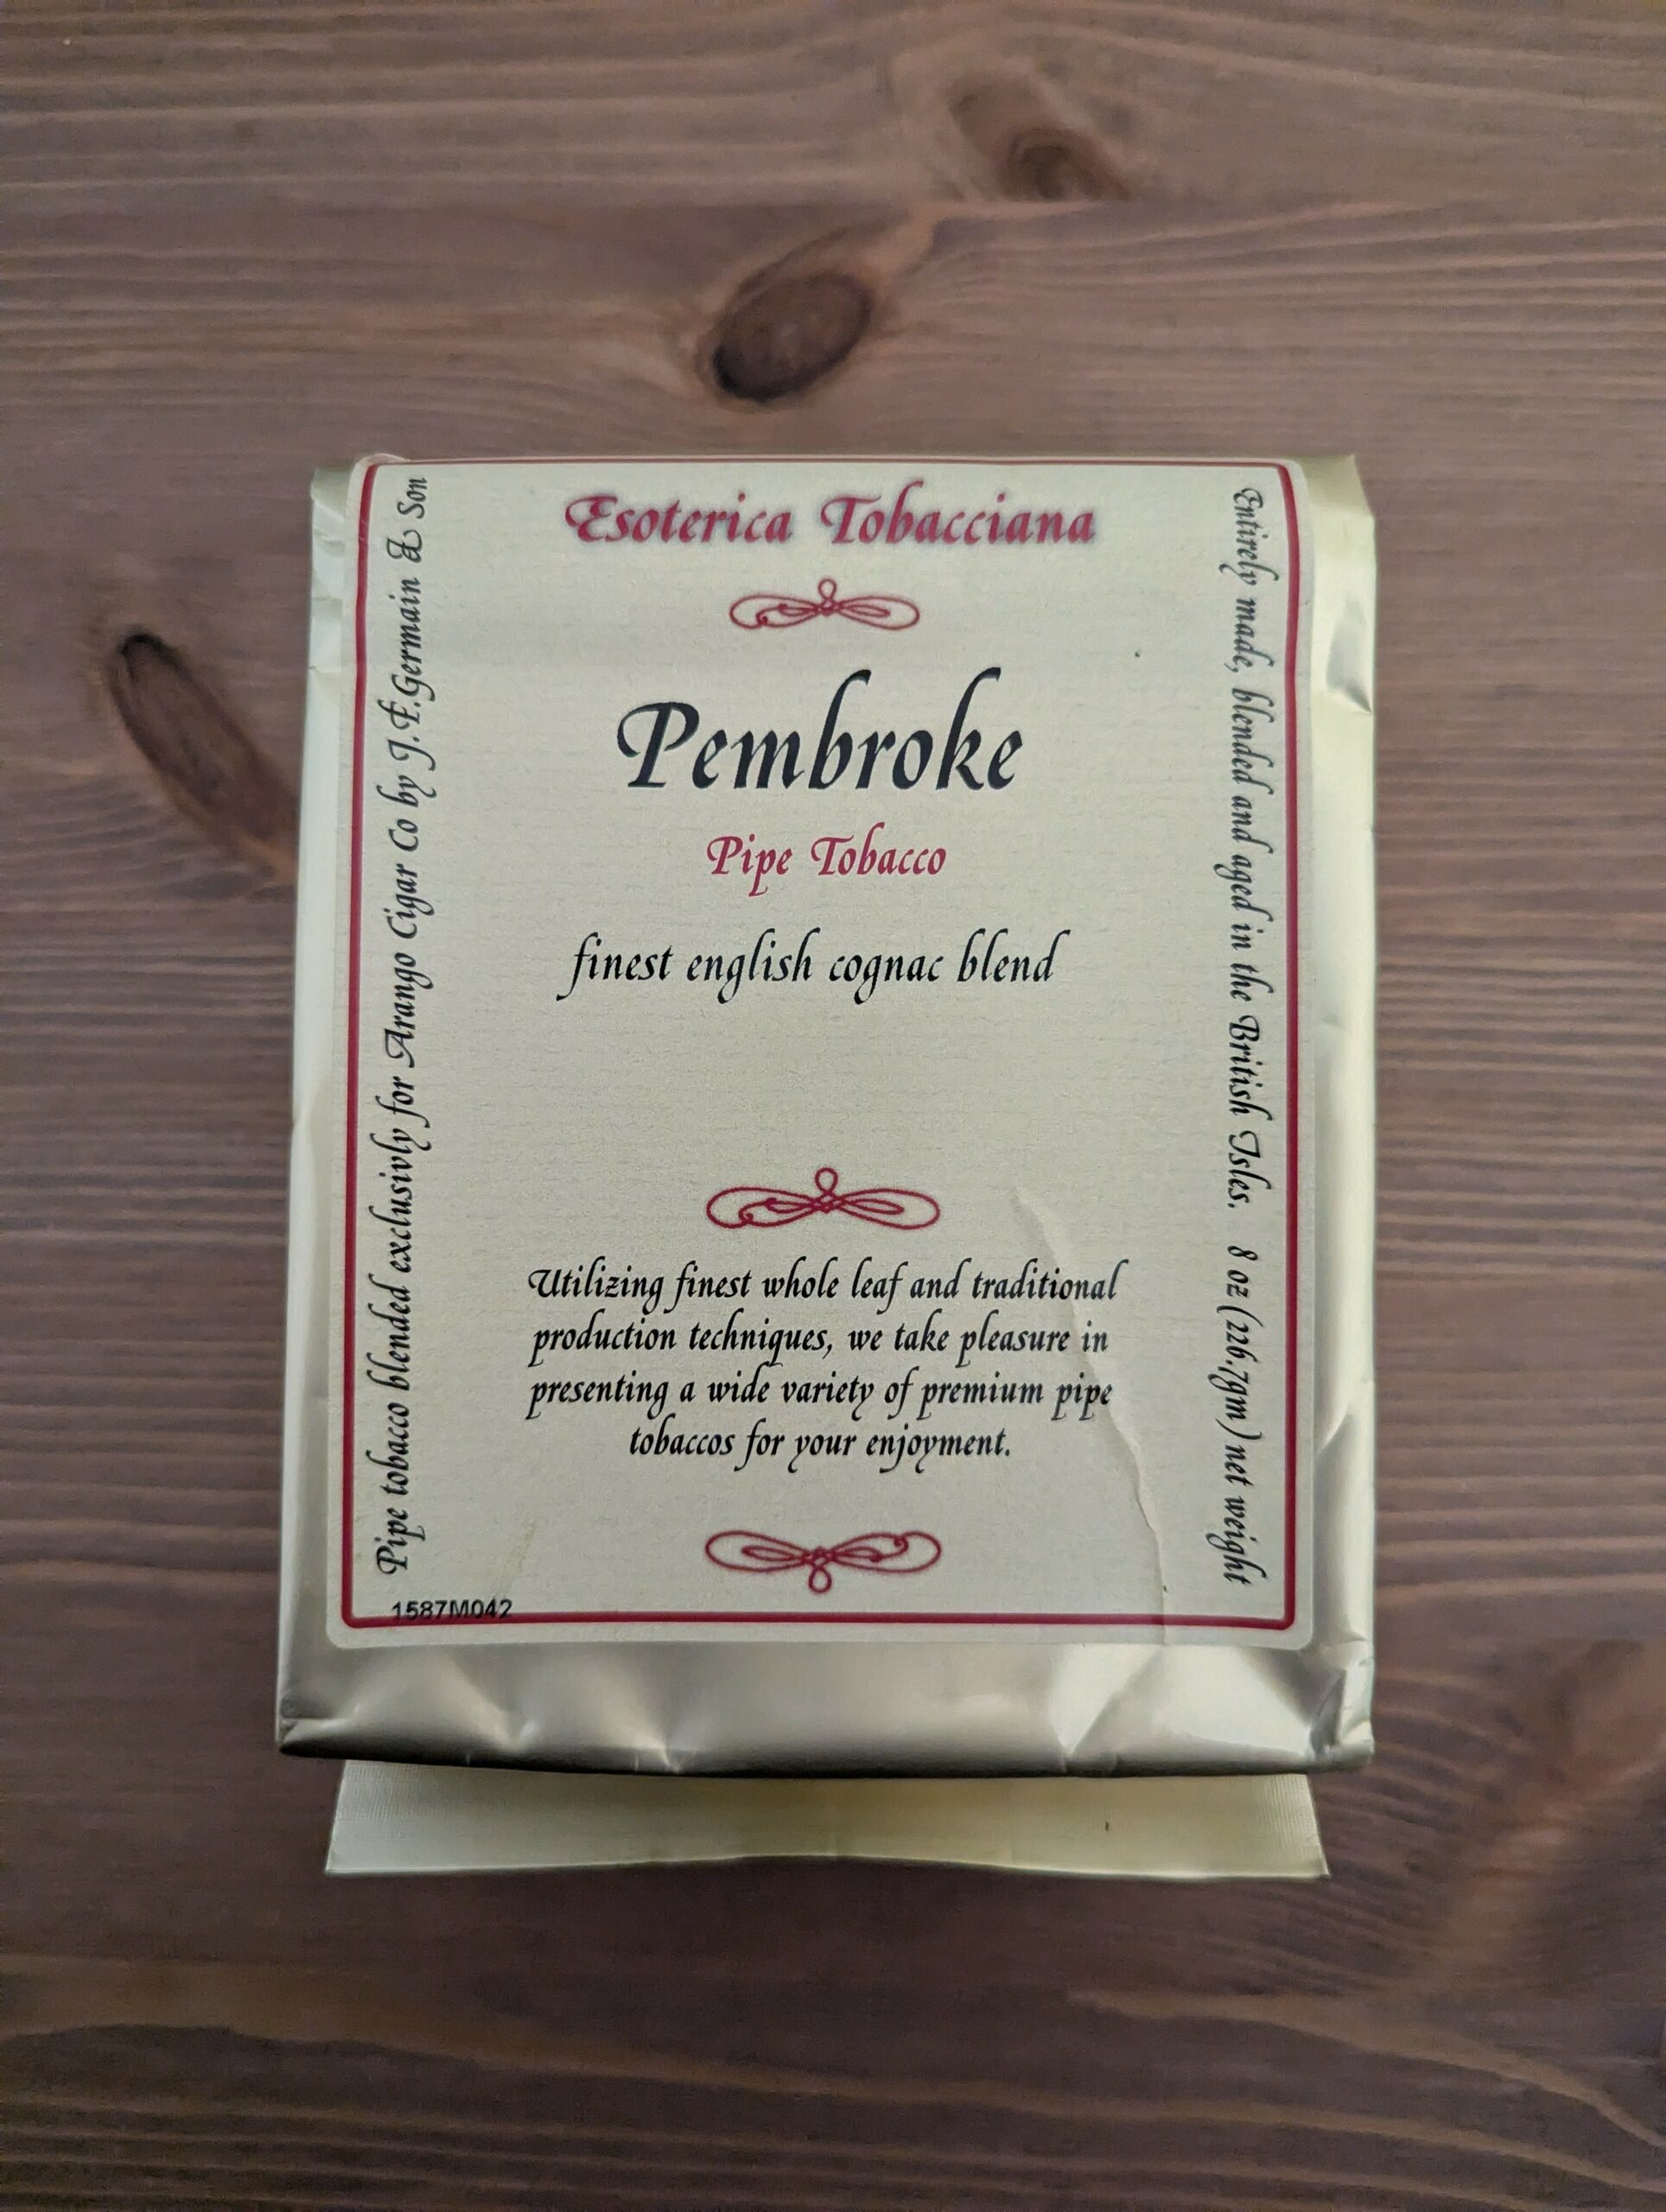 Esoterica Tobacciana
Pembroke
Pipe Tobacco
finest english cognac blend
Utilizing finest whole leaf and traditional
production techniques, we take pleasure in
presenting a wide variety of premium pipe
tobaccos for your enjoyment.
Pipe tobacco blended exclusivly for Arango Cigar Co by J.F.Germain & Son
Entirely made, blended and aged in the British Isles. 8 oz (226.7gm) net weight
1587M042